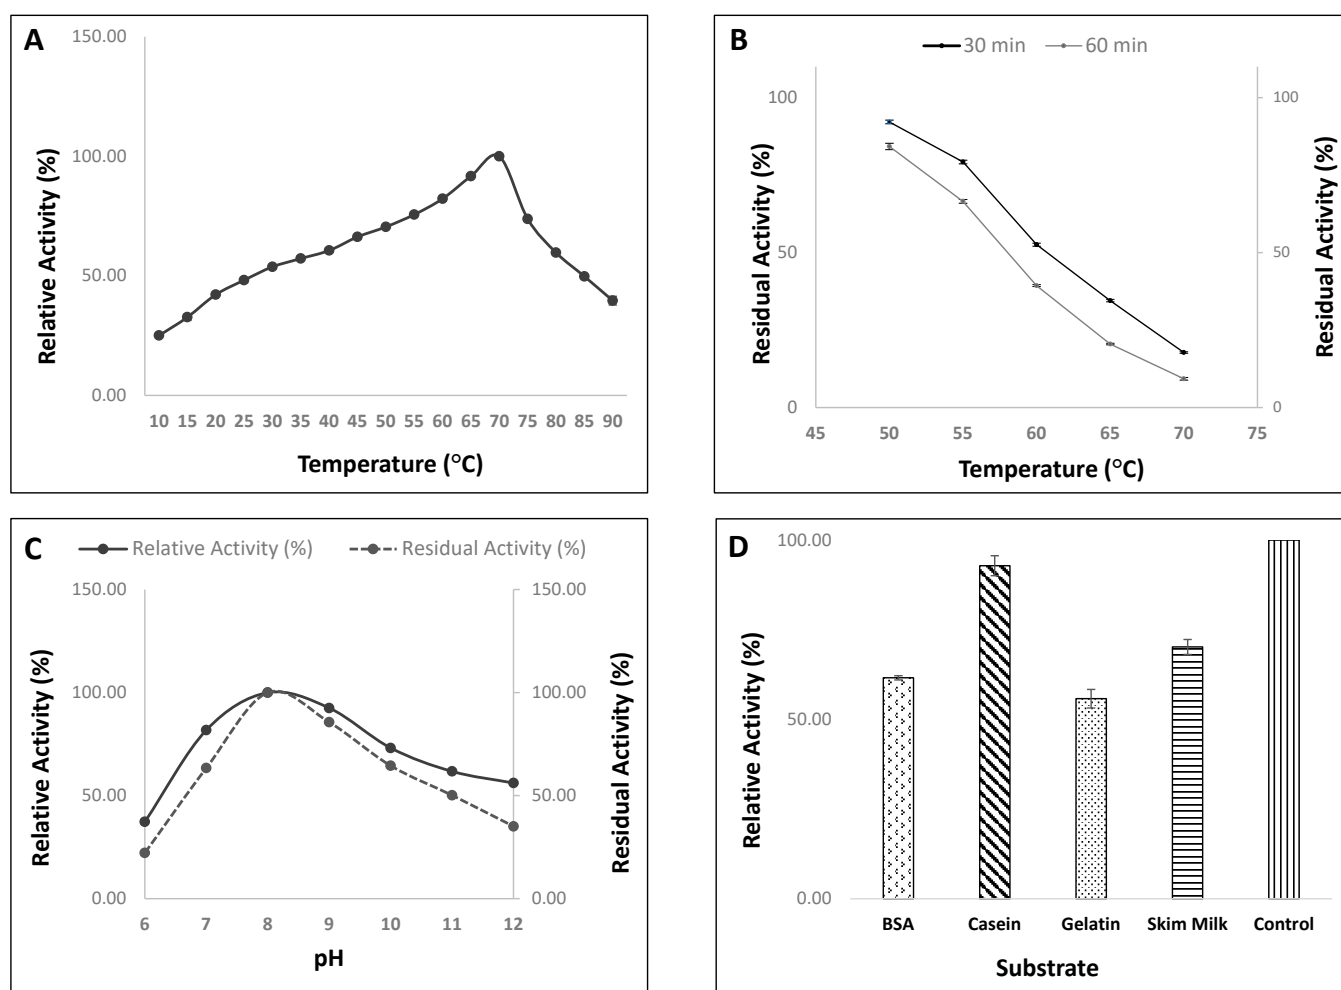 A
150.00
100.00
50.00
0.00
Relative Activity (%)
10 15 20 25 30 35 40 45 50 55 60 65 70 75 80 85 90
Temperature (°C)
B
30 min 60 min
100
50
0
Residual Activity (%)
100
50
0
Residual Activity (%)
45 50 55 60 65 70 75
Temperature (°C)
C
Relative Activity (%) Residual Activity (%)
150.00
100.00
50.00
0.00
Relative Activity (%)
150.00
100.00
50.00
0.00
Residual Activity (%)
6 7 8 9 10 11 12
pH
D
100.00
50.00
0.00
Relative Activity (%)
BSA Casein Gelatin Skim Milk Control
Substrate